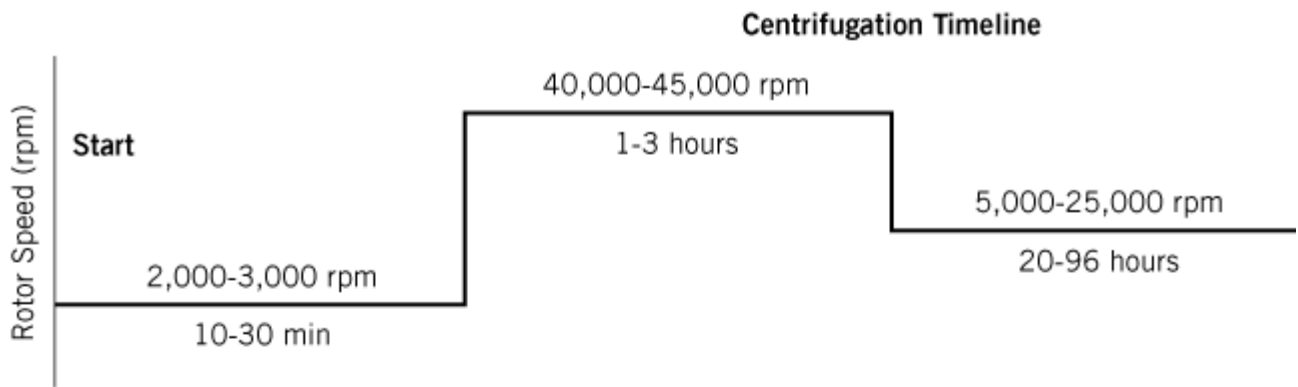 Centrifugation Timeline
Rotor Speed (rpm)
Start
2,000-3,000 rpm
10-30 min
40,000-45,000 rpm
1-3 hours
5,000-25,000 rpm
20-96 hours